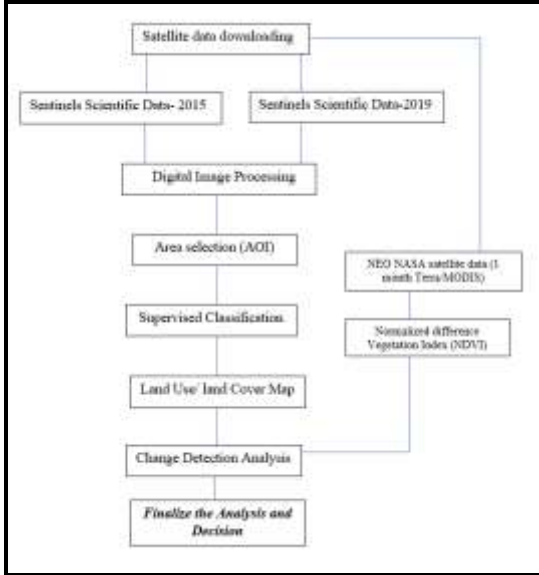 Satellite data downloading
Sentinels Scientific Data- 2015
Sentinels Scientific Data-2019
Digital Image Processing
Area selection (AOI)
NEO NASA satellite data (1
month Terra/MODIS)
Supervised Classification
Normalized difference
Vegetation Index (NDVI)
Land Use/ land Cover Map
Change Detection Analysis
Finalize the Analysis and
Decision